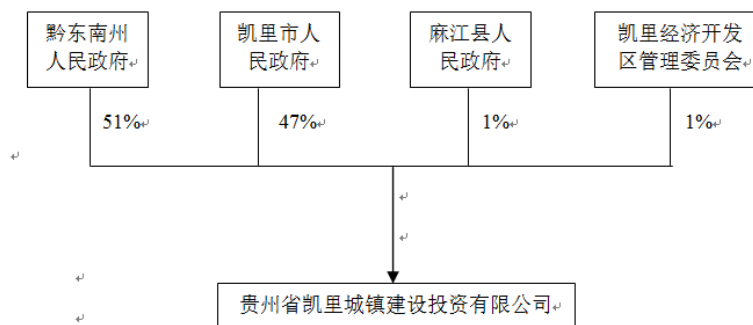 黔东南州
人民政府
凯里市人
民政府
麻江县人
民政府
凯里经济开发
区管理委员会
51%
47%
1%
1%
贵州省凯里城镇建设投资有限公司